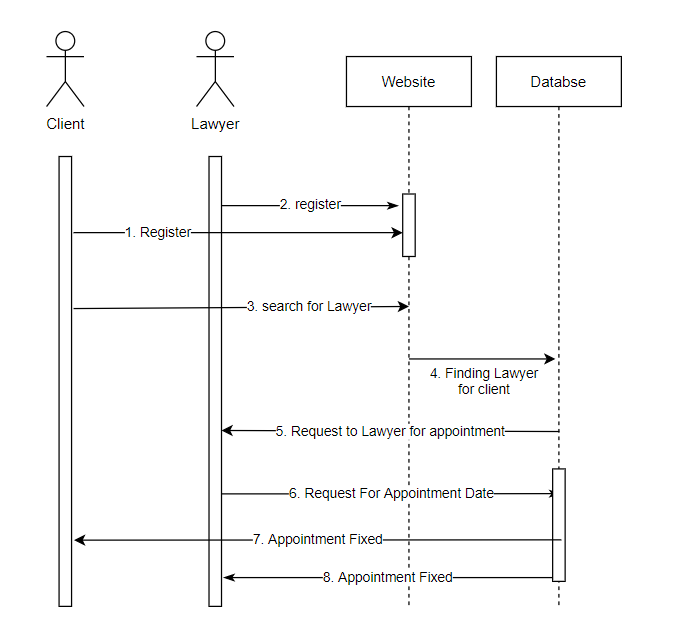 Client
Lawyer
Website
Databse
2. register
1. Register
3. search for Lawyer
4. Finding Lawyer
for client
5. Request to Lawyer for appointment
6. Request For Appointment Date
7. Appointment Fixed
8. Appointment Fixed